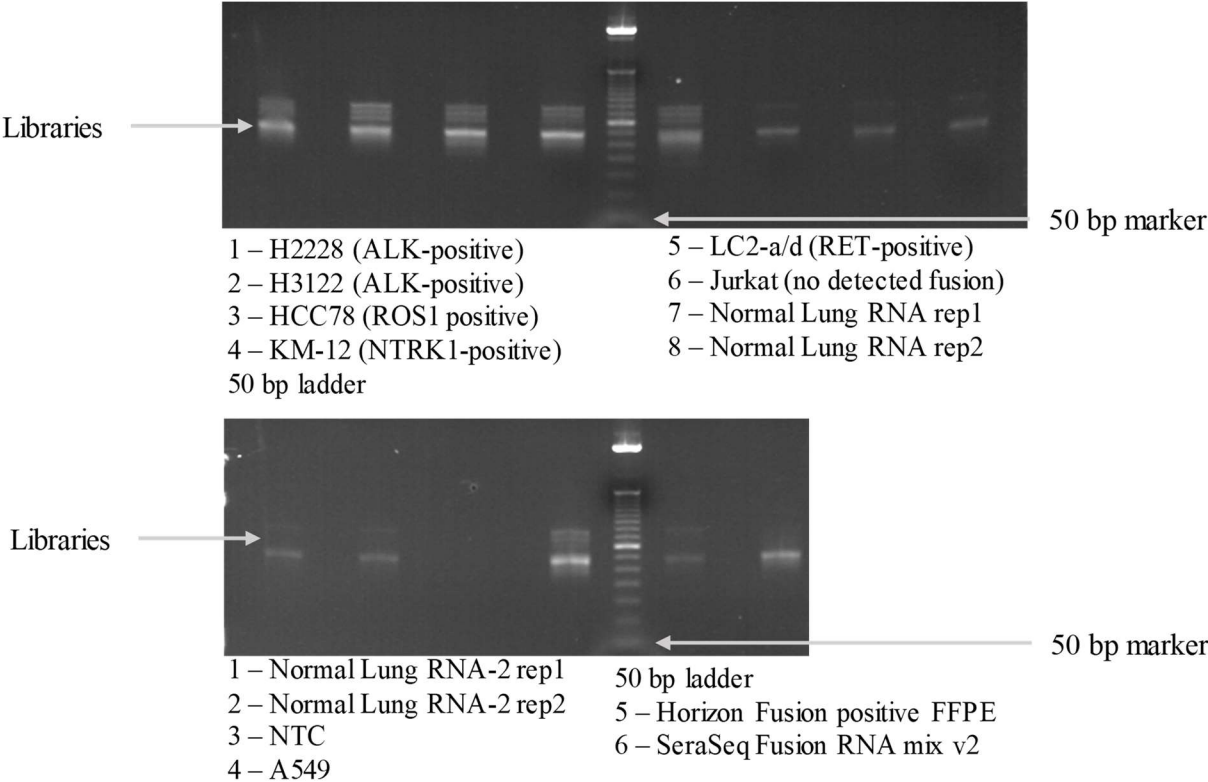 Libraries
50 bp marker
1 – H2228 (ALK-positive)
2 – H3122 (ALK-positive)
3 – HCC78 (ROS1 positive)
4 – KM-12 (NTRK1-positive)
50 bp ladder
5 – LC2-a/d (RET-positive)
6 – Jurkat (no detected fusion)
7 – Normal Lung RNA rep1
8 – Normal Lung RNA rep2
Libraries
50 bp marker
1 – Normal Lung RNA-2 rep1
2 – Normal Lung RNA-2 rep2
3 – NTC
4 – A549
50 bp ladder
5 – Horizon Fusion positive FFPE
6 – SeraSeq Fusion RNA mix v2